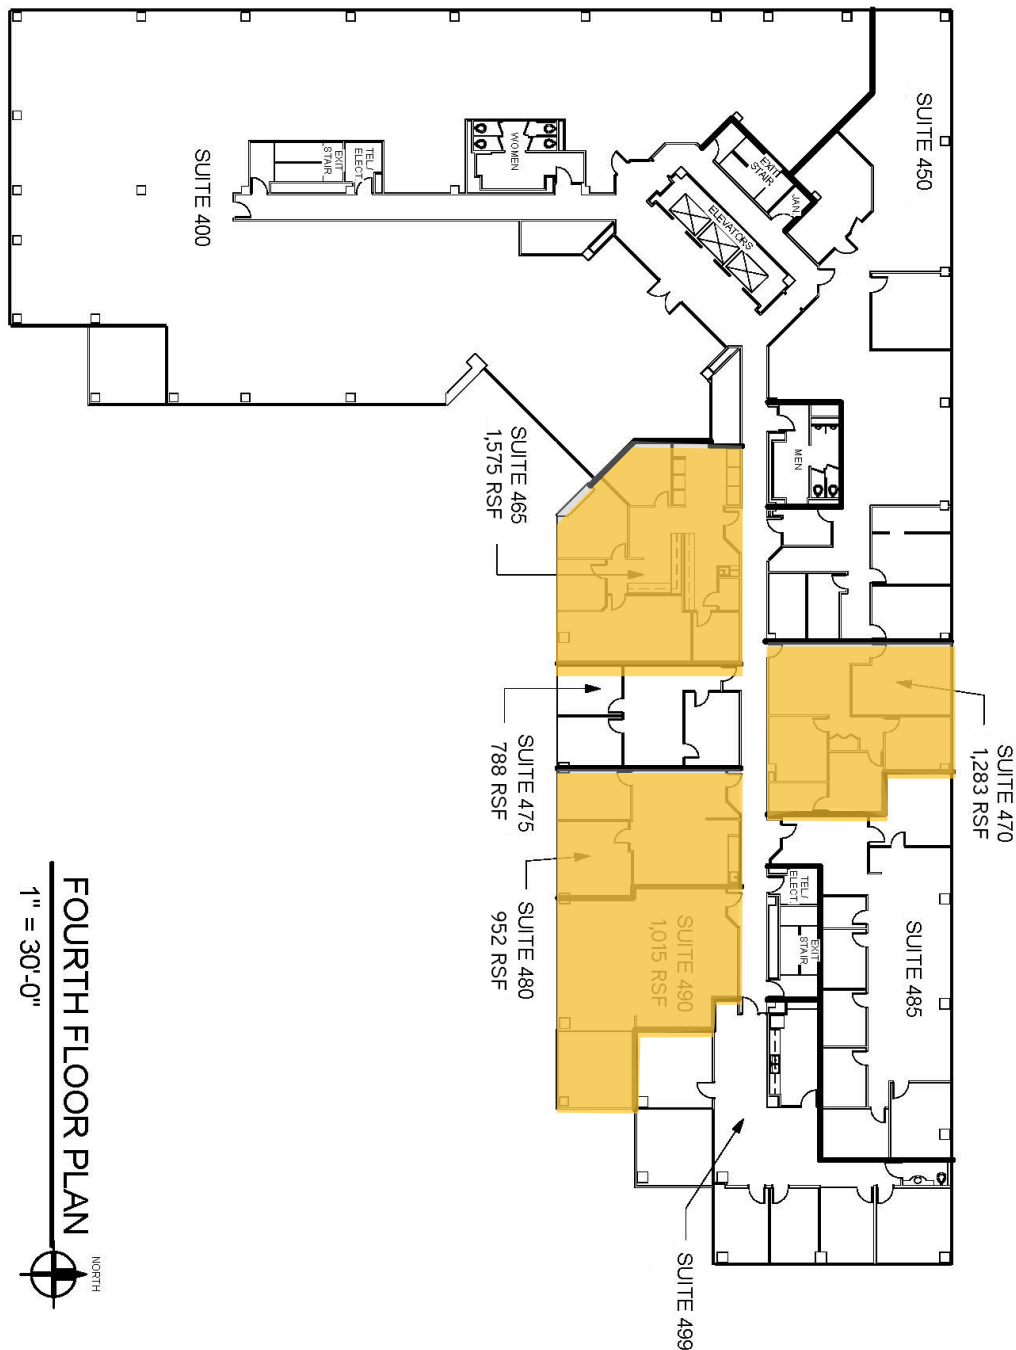 SUITE 400
EXIT
STAIR
TEL./
ELECT.
WOMEN
EXIT
STAIR
JAN.
ELEVATORS
SUITE 450
MEN
SUITE 465
1,575 RSF
SUITE 470
1,283 RSF
SUITE 475
788 RSF
SUITE 480
952 RSF
SUITE 490
1,015 RSF
TEL./
ELECT.
EXIT
STAIR
SUITE 485
SUITE 499
FOURTH FLOOR PLAN
1" = 30'-0"
NORTH